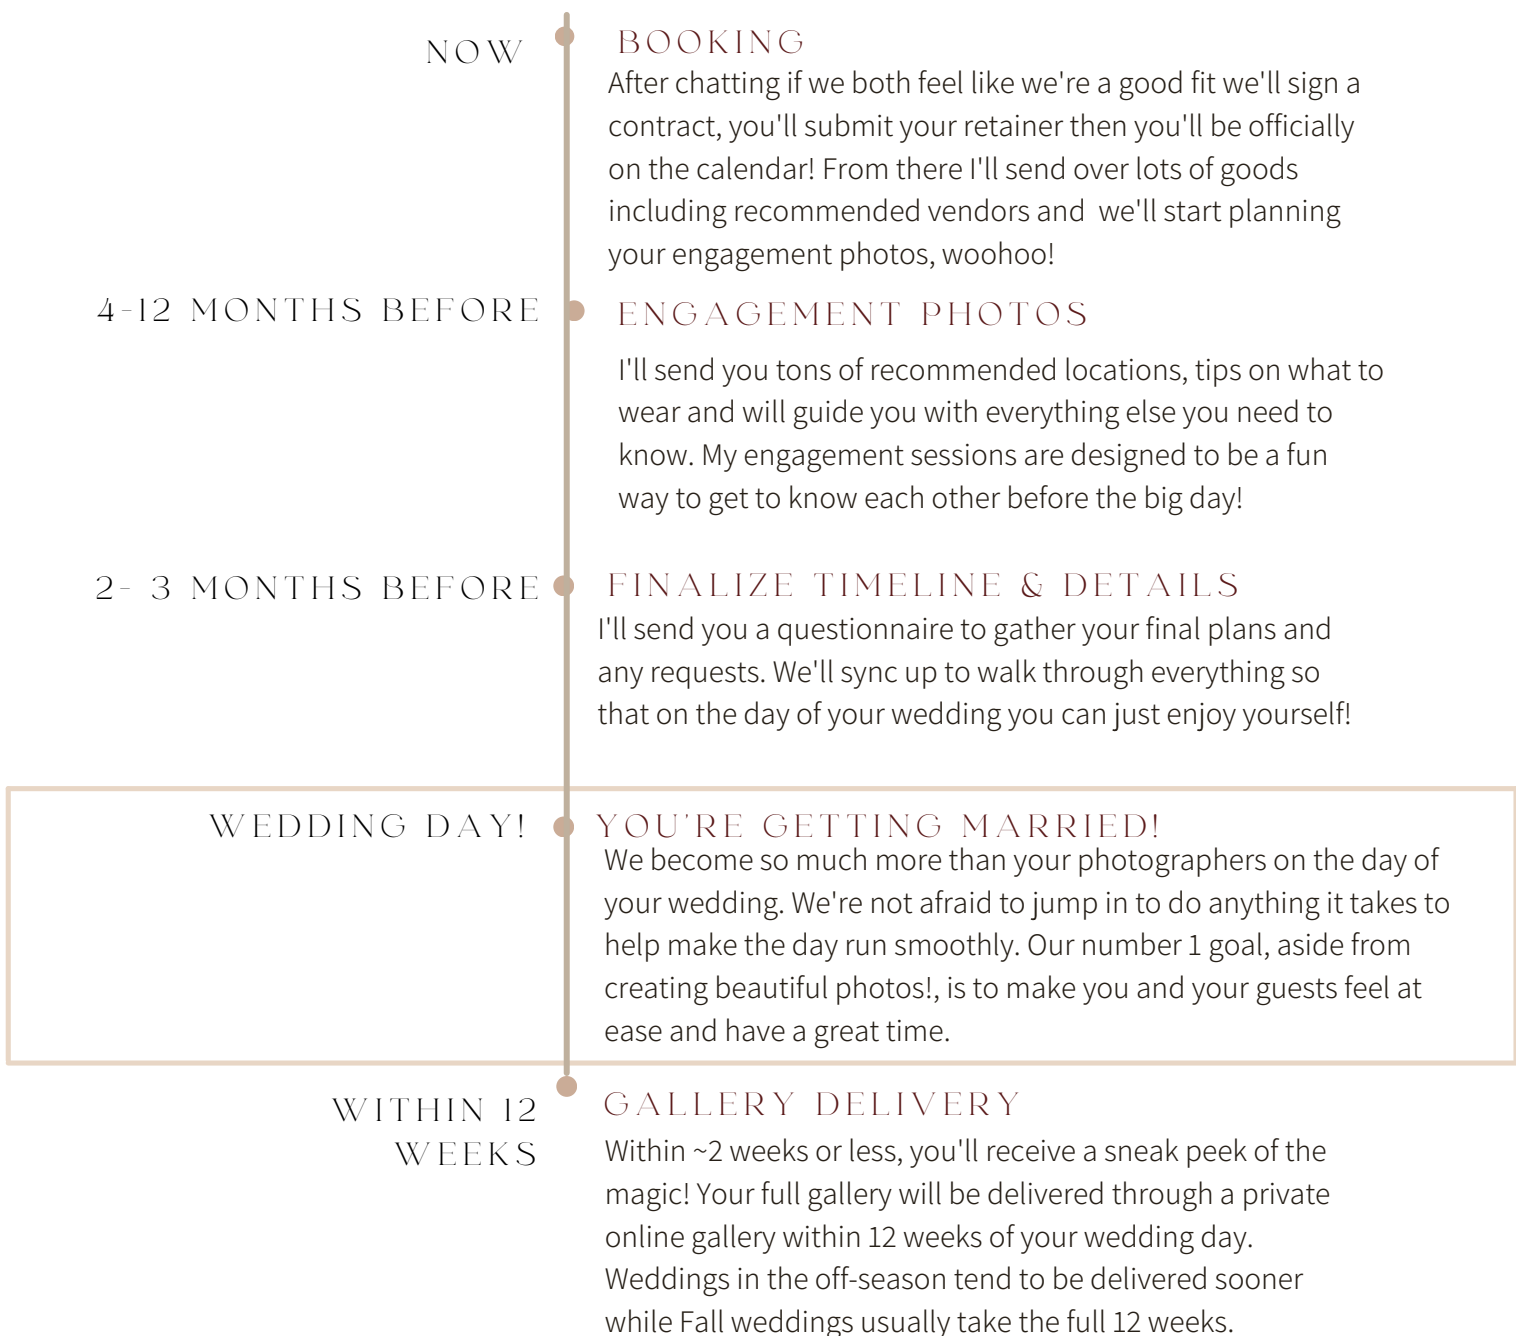 NOW
BOOKING
After chatting if we both feel like we're a good fit we'll sign a
contract, you'll submit your retainer then you'll be officially
on the calendar! From there I'll send over lots of goods
including recommended vendors and  we'll start planning
your engagement photos, woohoo!
4-12 MONTHS BEFORE
ENGAGEMENT PHOTOS
I'll send you tons of recommended locations, tips on what to
wear and will guide you with everything else you need to
know. My engagement sessions are designed to be a fun
way to get to know each other before the big day!
2- 3 MONTHS BEFORE
FINALIZE TIMELINE & DETAILS
I'll send you a questionnaire to gather your final plans and
any requests. We'll sync up to walk through everything so
that on the day of your wedding you can just enjoy yourself!
WEDDING DAY!
YOU'RE GETTING MARRIED!
We become so much more than your photographers on the day of
your wedding. We're not afraid to jump in to do anything it takes to
help make the day run smoothly. Our number 1 goal, aside from
creating beautiful photos!, is to make you and your guests feel at
ease and have a great time.
WITHIN 12
WEEKS
GALLERY DELIVERY
Within ~2 weeks or less, you'll receive a sneak peek of the
magic! Your full gallery will be delivered through a private
online gallery within 12 weeks of your wedding day.
Weddings in the off-season tend to be delivered sooner
while Fall weddings usually take the full 12 weeks.